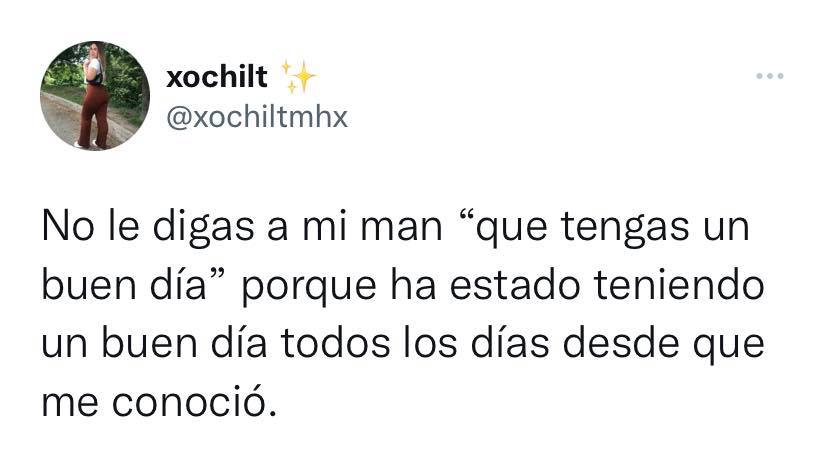 xochilt ✨
@xochiltmhx
No le digas a mi man “que tengas un
buen día” porque ha estado teniendo
un buen día todos los días desde que
me conoció.